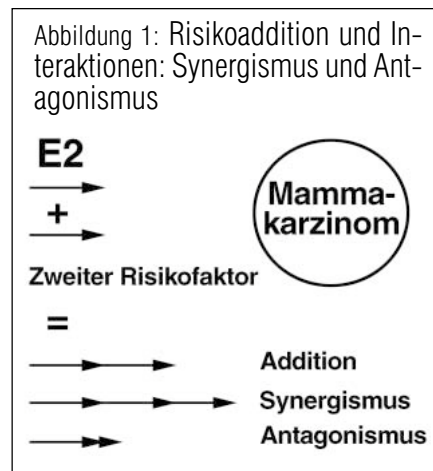 Abbildung 1: Risikoaddition und In-
teraktionen: Synergismus und Ant-
agonismus
E2
+
Mamma-
karzinom
Zweiter Risikofaktor
=
Addition
Synergismus
Antagonismus